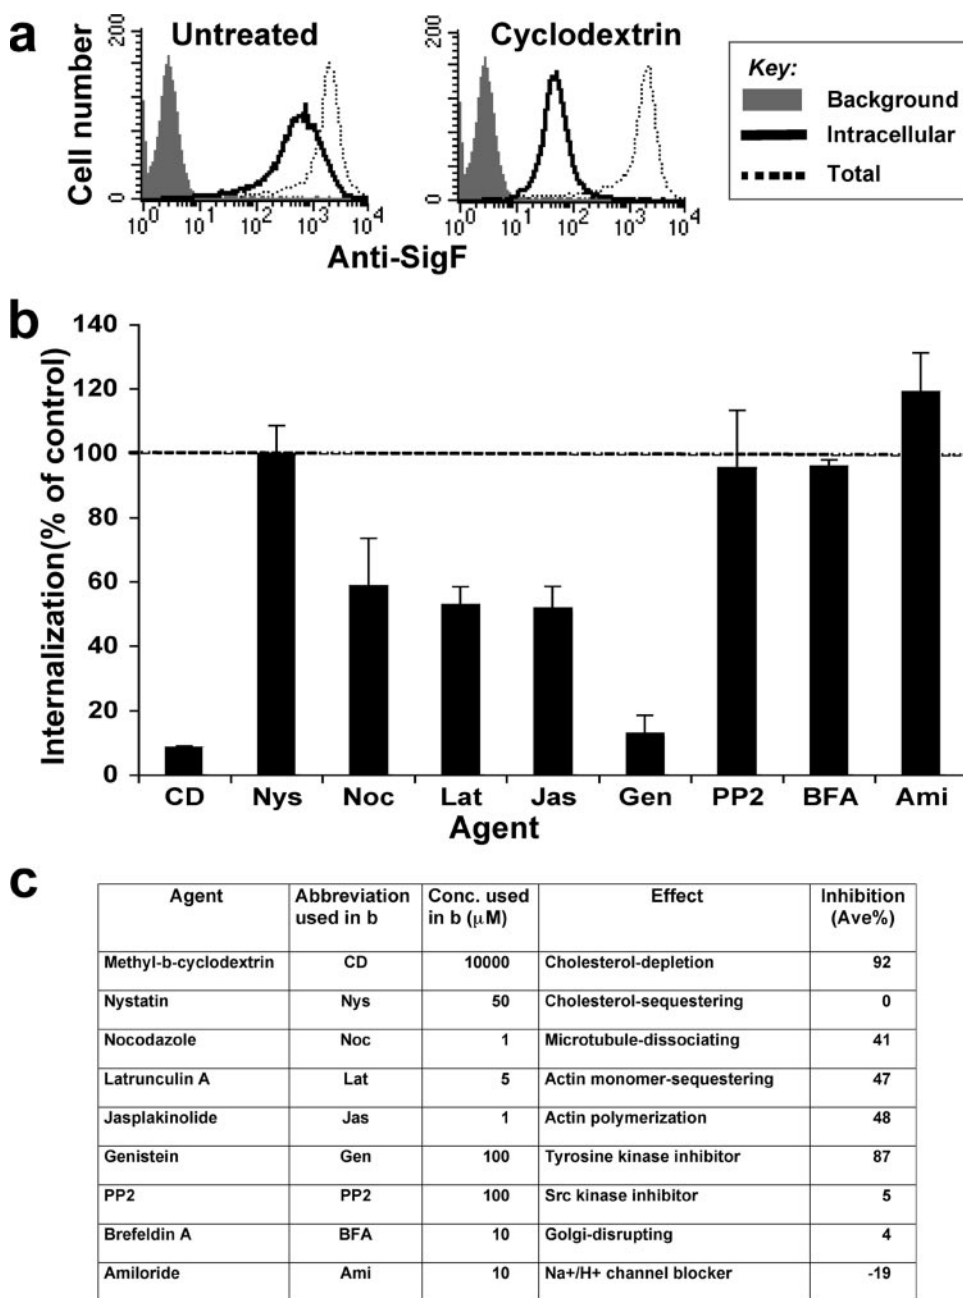 a
Untreated
Cyclodextrin
Key:
Background
Intracellular
Total
Cell number
200
0
10^0 10^1 10^2 10^3 10^4
200
0
10^0 10^1 10^2 10^3 10^4
Anti-SigF
b
Internalization(% of control)
140
120
100
80
60
40
20
0
CD Nys Noc Lat Jas Gen PP2 BFA Ami
Agent
c
Agent Abbreviation used in b Conc. used in b (μM) Effect Inhibition (Ave%)
Methyl-b-cyclodextrin CD 10000 Cholesterol-depletion 92
Nystatin Nys 50 Cholesterol-sequestering 0
Nocodazole Noc 1 Microtubule-dissociating 41
Latrunculin A Lat 5 Actin monomer-sequestering 47
Jasplakinolide Jas 1 Actin polymerization 48
Genistein Gen 100 Tyrosine kinase inhibitor 87
PP2 PP2 100 Src kinase inhibitor 5
Brefeldin A BFA 10 Golgi-disrupting 4
Amiloride Ami 10 Na+/H+ channel blocker -19